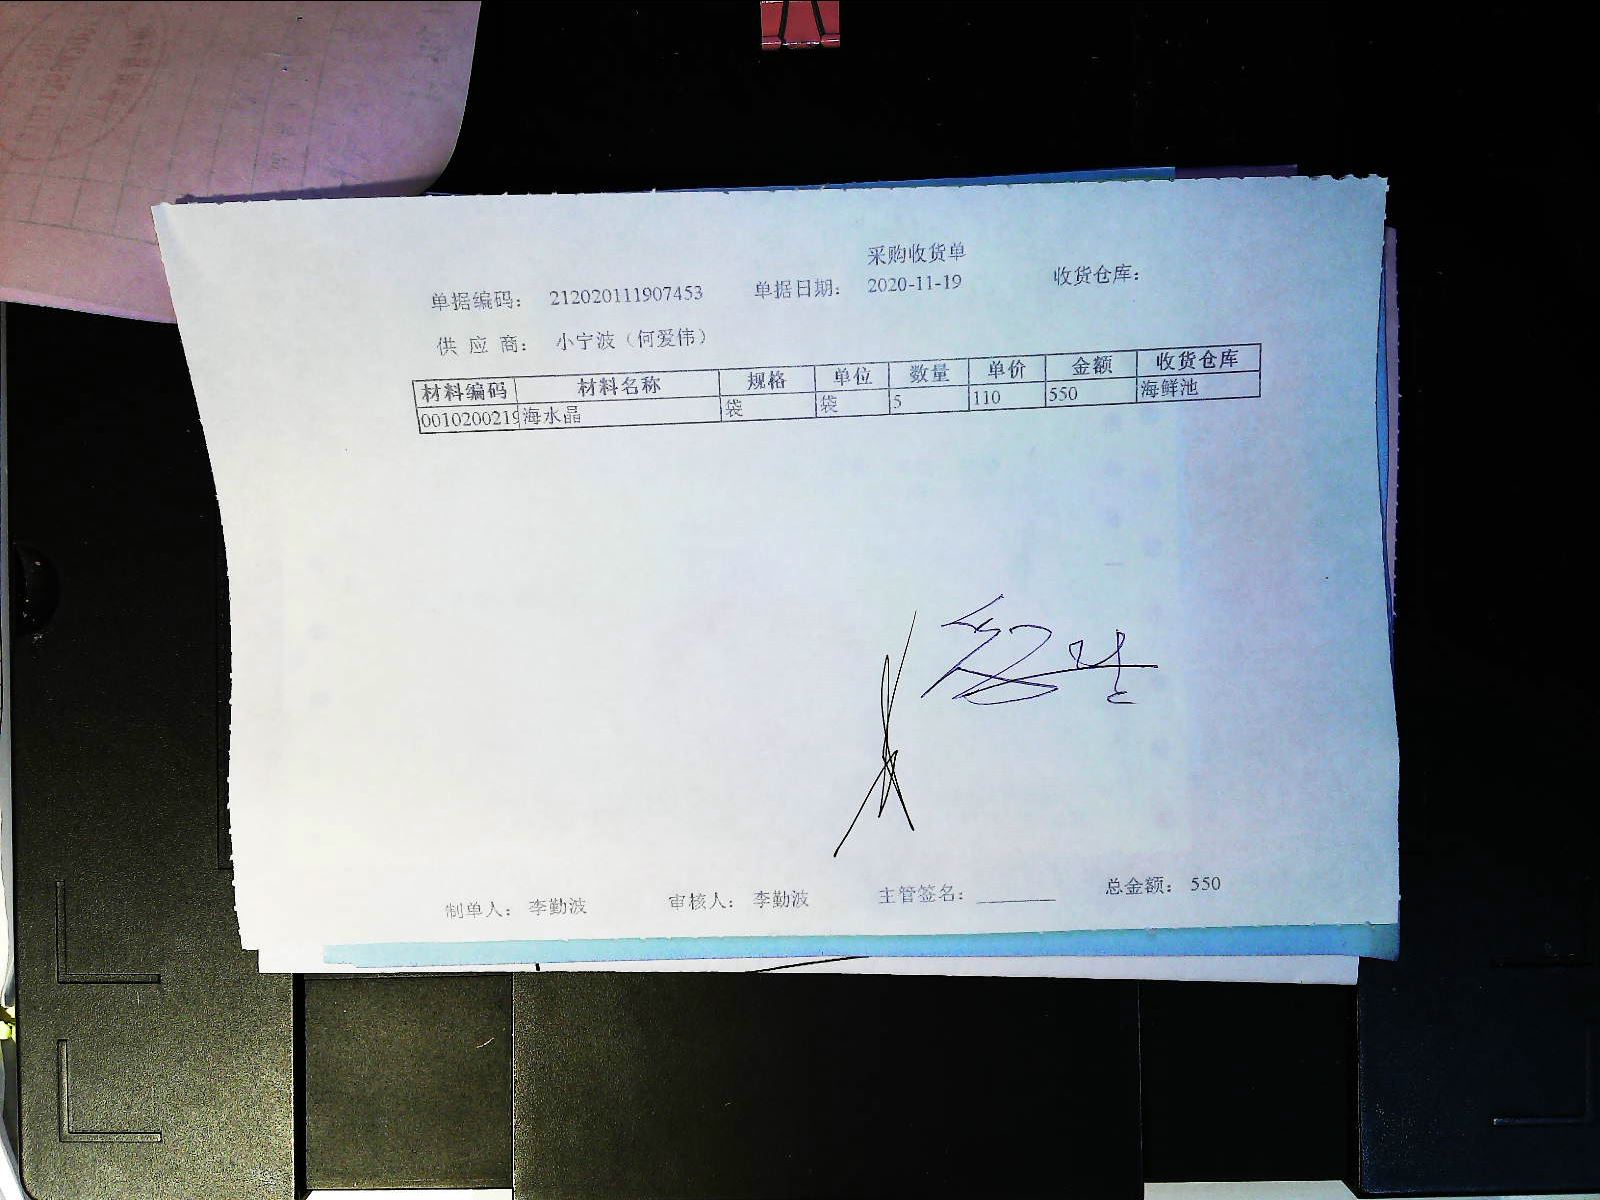 采购收货单
单据编码： 212020111907453 单据日期： 2020-11-19 收货仓库：
供 应 商： 小宁波（何爱伟）
材料编码 材料名称 规格 单位 数量 单价 金额 收货仓库
0010200219 海水晶 袋 袋 5 110 550 海鲜池
制单人： 李勤波 审核人： 李勤波 主管签名：________ 总金额： 550